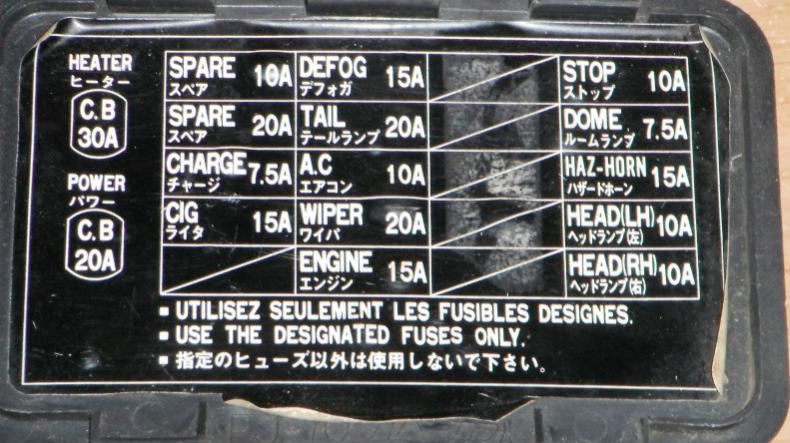 HEATER
ヒーター
C.B
30A
POWER
パワー
C.B
20A
SPARE 10A DEFOG 15A STOP 10A
スペア デフォガ ストップ
SPARE 20A TAIL 20A DOME 7.5A
スペア テールランプ ルームランプ
CHARGE 7.5A A.C 10A HAZ-HORN 15A
チャージ エアコン ハザードホーン
CIG 15A WIPER 20A HEAD(LH) 10A
ライタ ワイパ ヘッドランプ(左)
ENGINE 15A HEAD(RH) 10A
エンジン ヘッドランプ(右)
▪ UTILISEZ SEULEMENT LES FUSIBLES DESIGNES.
▪ USE THE DESIGNATED FUSES ONLY.
▪ 指定のヒューズ以外は使用しないで下さい。